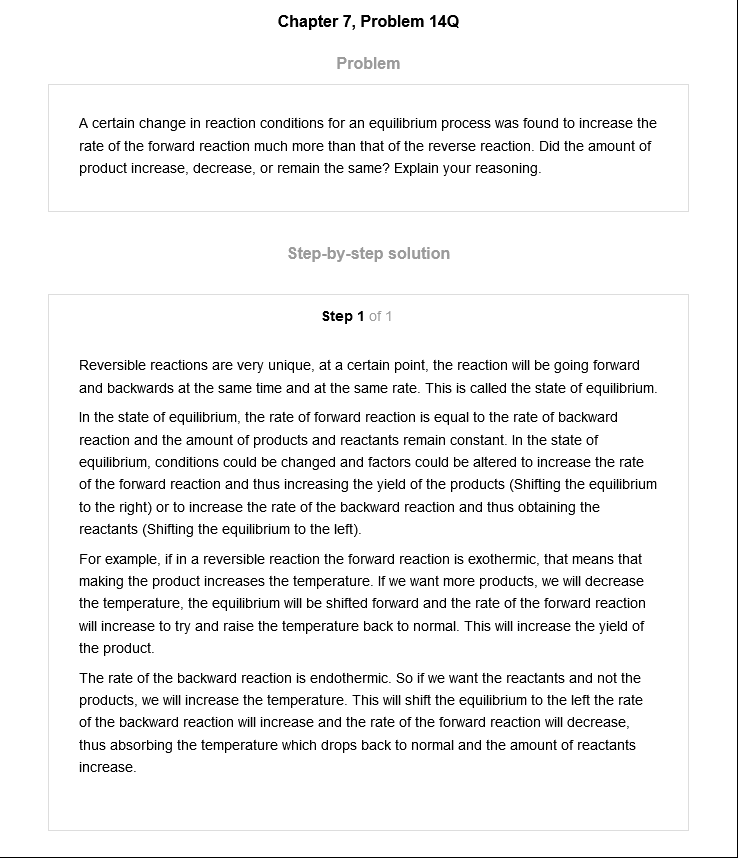 Chapter 7, Problem 14Q
Problem
A certain change in reaction conditions for an equilibrium process was found to increase the
rate of the forward reaction much more than that of the reverse reaction. Did the amount of
product increase, decrease, or remain the same? Explain your reasoning.
Step-by-step solution
Step 1 of 1
Reversible reactions are very unique, at a certain point, the reaction will be going forward
and backwards at the same time and at the same rate. This is called the state of equilibrium.
In the state of equilibrium, the rate of forward reaction is equal to the rate of backward
reaction and the amount of products and reactants remain constant. In the state of
equilibrium, conditions could be changed and factors could be altered to increase the rate
of the forward reaction and thus increasing the yield of the products (Shifting the equilibrium
to the right) or to increase the rate of the backward reaction and thus obtaining the
reactants (Shifting the equilibrium to the left).
For example, if in a reversible reaction the forward reaction is exothermic, that means that
making the product increases the temperature. If we want more products, we will decrease
the temperature, the equilibrium will be shifted forward and the rate of the forward reaction
will increase to try and raise the temperature back to normal. This will increase the yield of
the product.
The rate of the backward reaction is endothermic. So if we want the reactants and not the
products, we will increase the temperature. This will shift the equilibrium to the left the rate
of the backward reaction will increase and the rate of the forward reaction will decrease,
thus absorbing the temperature which drops back to normal and the amount of reactants
increase.